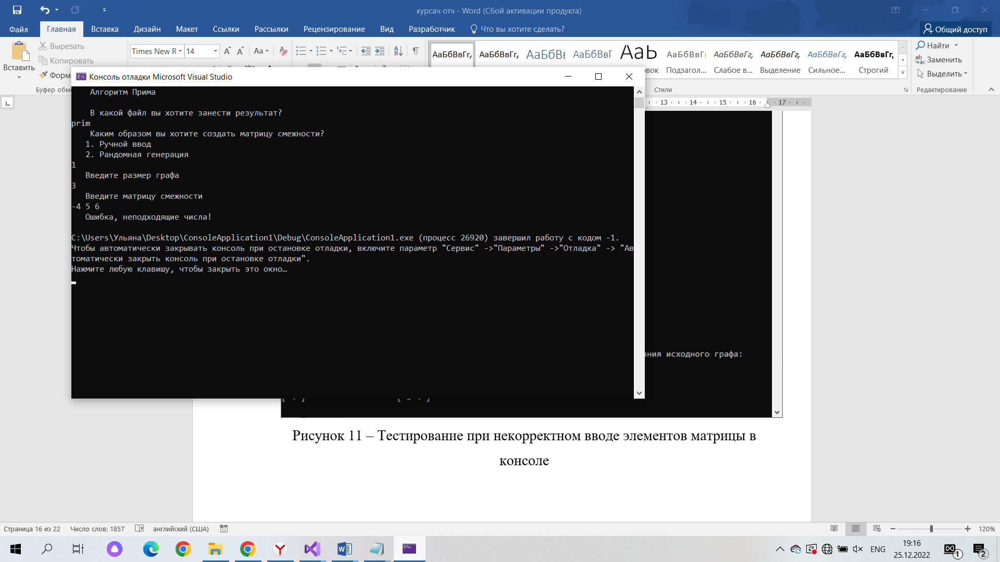 курсач отч - Word (Сбой активации продукта)
Файл Главная Вставка Дизайн Макет Ссылки Рассылки Рецензирование Вид Разработчик Что вы хотите сделать? Общий доступ
Вставить
Вырезать
Копировать
Times New R 14
Aa
АаБбВвГг, АаБбВвГг, АаБбВв АаБбВвГ АаБ АаБбВвГ АаБбВвГг, АаБбВвГг, АаБбВвГг, АаБбВвГг,
Подзагол... Слабое в... Выделение Сильное... Строгий
Найти
Заменить
Выделить
Стили
Редактирование
13 14 15 16 17
Консоль отладки Microsoft Visual Studio
Алгоритм Прима
В какой файл вы хотите занести результат?
prim
Каким образом вы хотите создать матрицу смежности?
1. Ручной ввод
2. Рандомная генерация
1
Введите размер графа
3
Введите матрицу смежности
-4 5 6
Ошибка, неподходящие числа!
C:\Users\Ульяна\Desktop\ConsoleApplication1\Debug\ConsoleApplication1.exe (процесс 26920) завершил работу с кодом -1.
Чтобы автоматически закрывать консоль при остановке отладки, включите параметр "Сервис" ->"Параметры" ->"Отладка" -> "Ав
томатически закрыть консоль при остановке отладки".
Нажмите любую клавишу, чтобы закрыть это окно…
исходного графа:
Рисунок 11 – Тестирование при некорректном вводе элементов матрицы в
консоле
Страница 16 из 22 Число слов: 1857 английский (США) 120%
ENG
19:16
25.12.2022
1
2